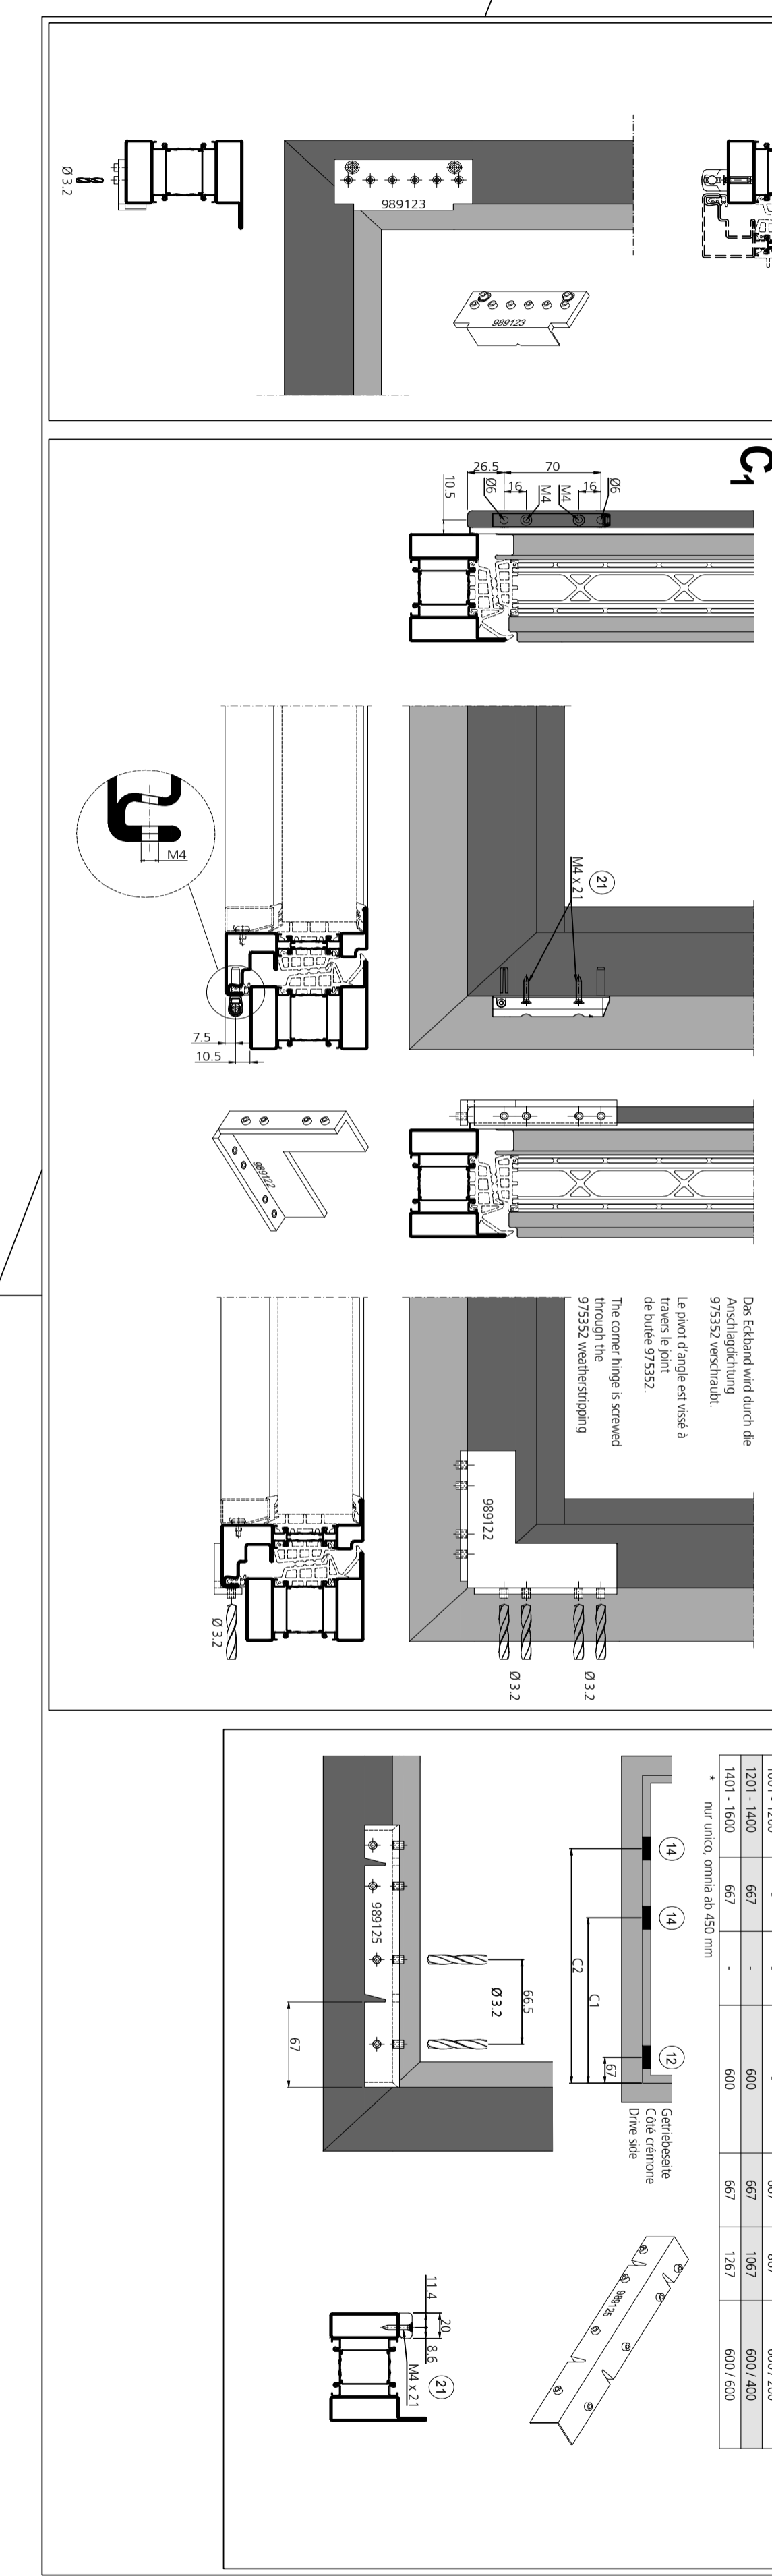 Ø 3.2
989123
989123
C1
26.5
70
10.5
Ø6
16
M4
M4
16
Ø6
M4
7.5
10.5
M4 x 21
21
989122
Das Eckband wird durch die
Anschlagdichtung
975352 verschraubt.
Le pivot d'angle est vissé à
travers le joint
de butée 975352.
The corner hinge is screwed
through the
975352 weatherstripping
989122
Ø 3.2
Ø 3.2
Ø 3.2
1201 - 1400 667 - 600 667 1067 600 / 400
1401 - 1600 667 - 600 667 1267 600 / 600
* nur unico, omnia ab 450 mm
14
14
12
C2
C1
67
Getriebeseite
Côté crémone
Drive side
989125
66.5
Ø 3.2
67
989125
11.4
20
8.6
M4 x 21
21